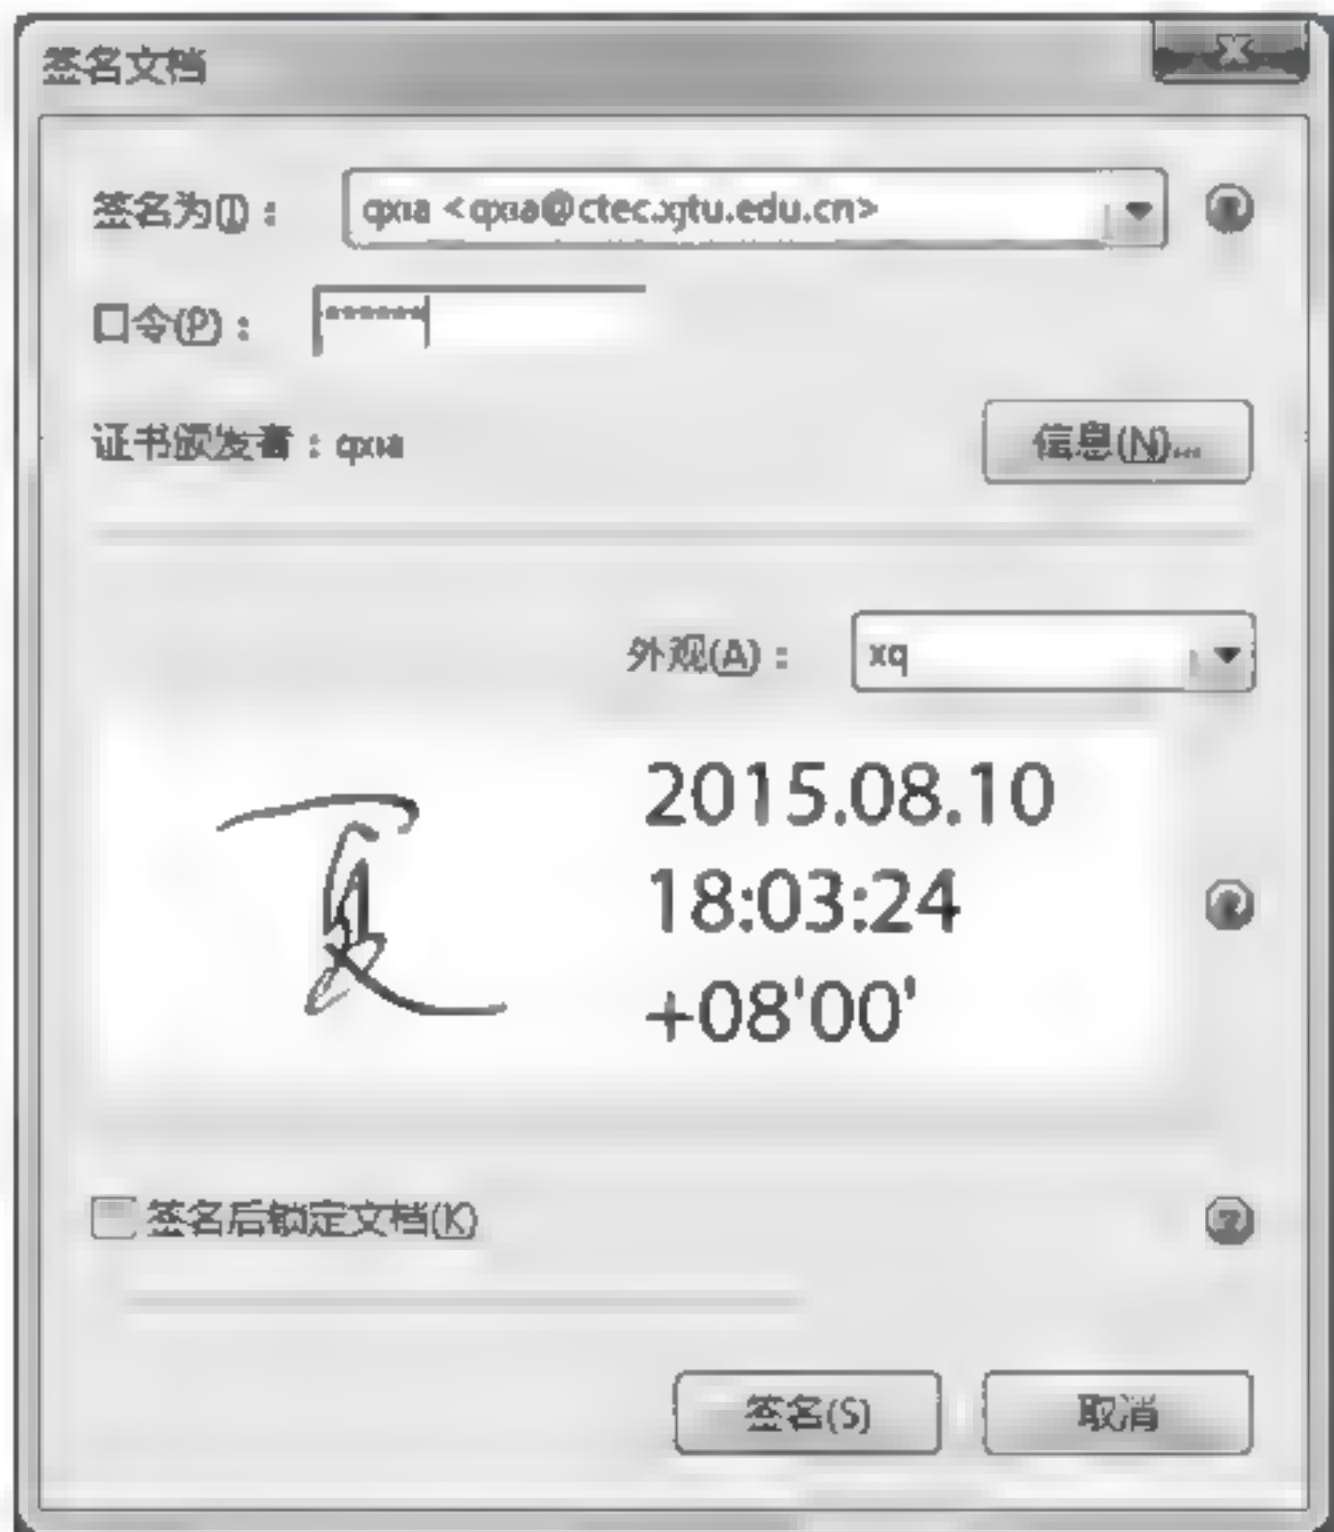 签名文档
签名为(I)： qxia <qxia@ctec.xjtu.edu.cn>
口令(P)： ******
证书颁发者：qxia
信息(N)...
外观(A)： xq
夏
2015.08.10
18:03:24
+08'00'
签名后锁定文档(K)
签名(S)
取消